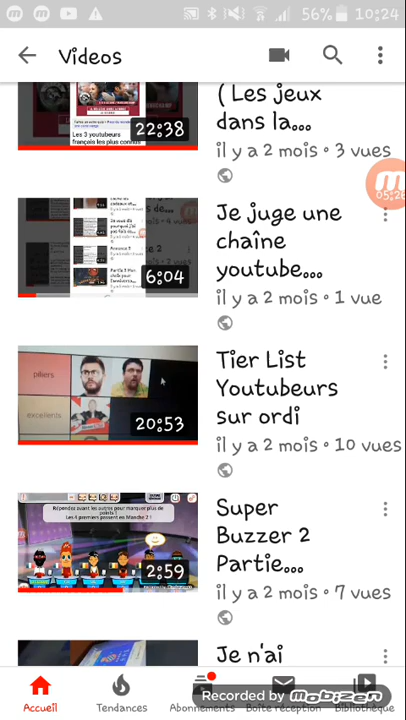 56% 10:24
Videos
( Les jeux
dans la...
22:38
Les 3 youtubeurs
français les plus connus
il y a 2 mois • 3 vues
05:26
Je juge une
chaîne
youtube...
6:04
il y a 2 mois • 1 vue
Tier List
Youtubeurs
sur ordi
piliers
excellents
20:53
il y a 2 mois • 10 vues
Super
Buzzer 2
Partie...
Répondez avant les autres pour marquer plus de
points !
Les 4 premiers passent en Manche 2 !
2:59
il y a 2 mois • 7 vues
Je n'ai
Accueil
Tendances
Abonnements
Boîte réception
Bibliothèque
Recorded by Mobizen